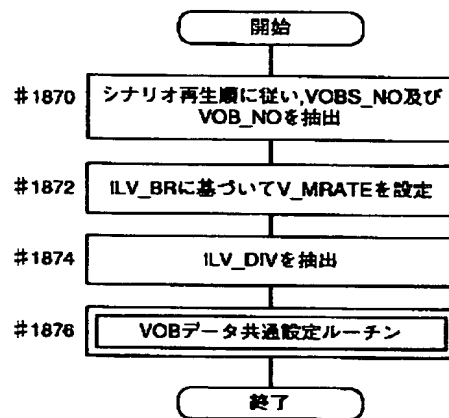 開始
#1870
シナリオ再生順に従い,VOBS_NO及び
VOB_NOを抽出
#1872
ILV_BRに基づいてV_MRATEを設定
#1874
ILV_DIVを抽出
#1876
VOBデータ共通設定ルーチン
終了